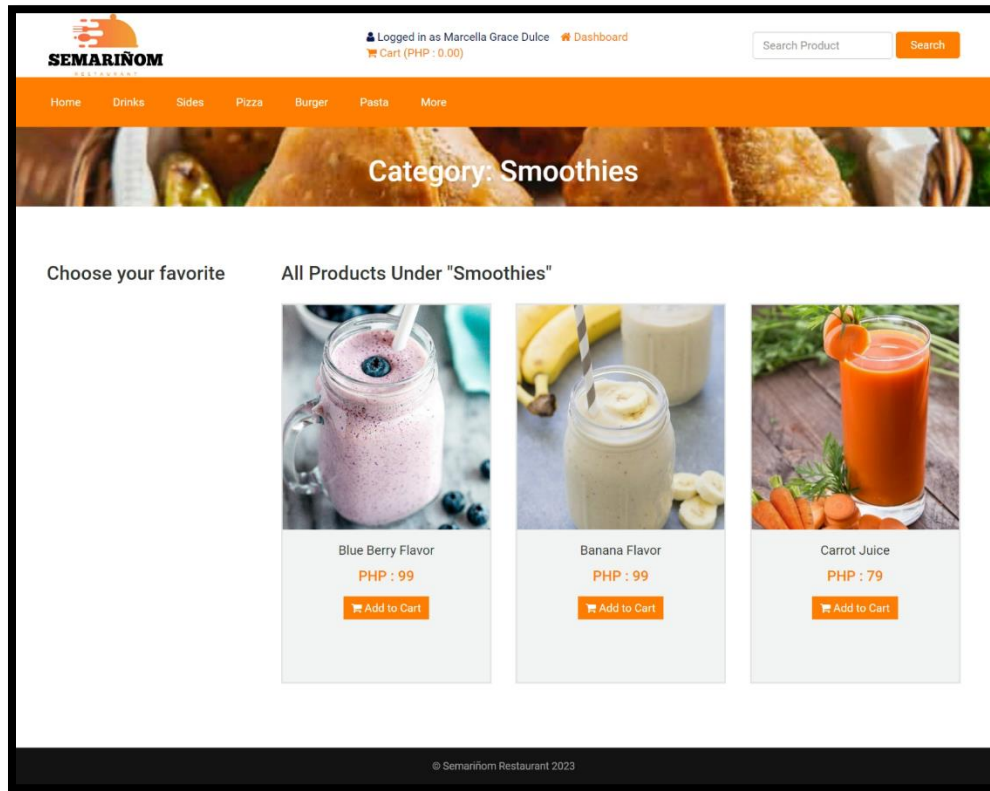 SEMARIÑOM
RESTAURANT
Logged in as Marcella Grace Dulce Dashboard
Cart (PHP : 0.00)
Search Product Search
Home Drinks Sides Pizza Burger Pasta More
Category: Smoothies
Choose your favorite
All Products Under "Smoothies"
Blue Berry Flavor
PHP : 99
Add to Cart
Banana Flavor
PHP : 99
Add to Cart
Carrot Juice
PHP : 79
Add to Cart
© Semariñom Restaurant 2023